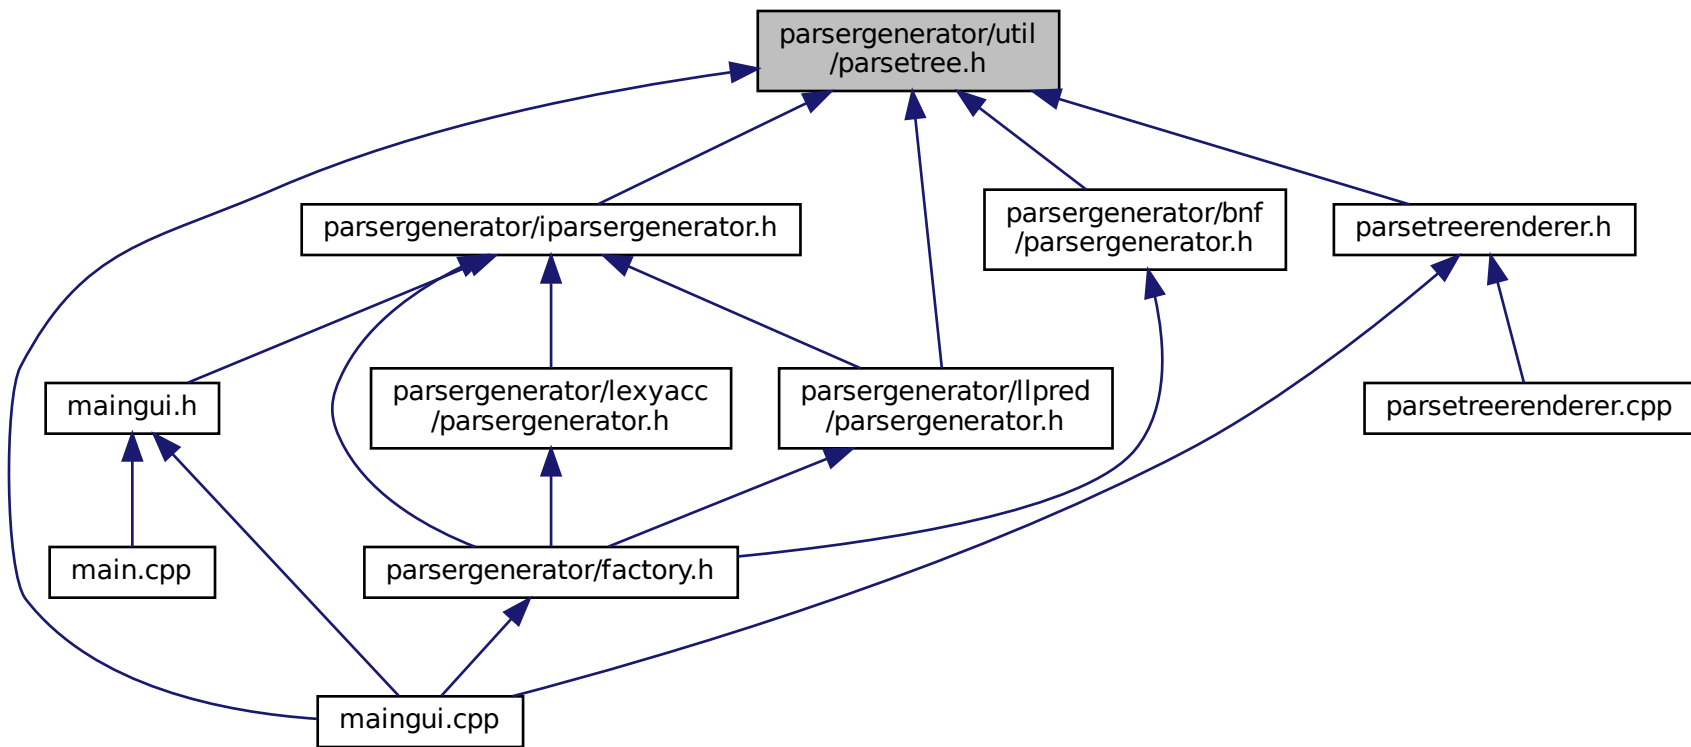 parsergenerator/util
/parsetree.h
parsergenerator/iparsergenerator.h
parsergenerator/bnf
/parsergenerator.h
parsetreerenderer.h
maingui.h
parsergenerator/lexyacc
/parsergenerator.h
parsergenerator/llpred
/parsergenerator.h
parsetreerenderer.cpp
main.cpp
parsergenerator/factory.h
maingui.cpp